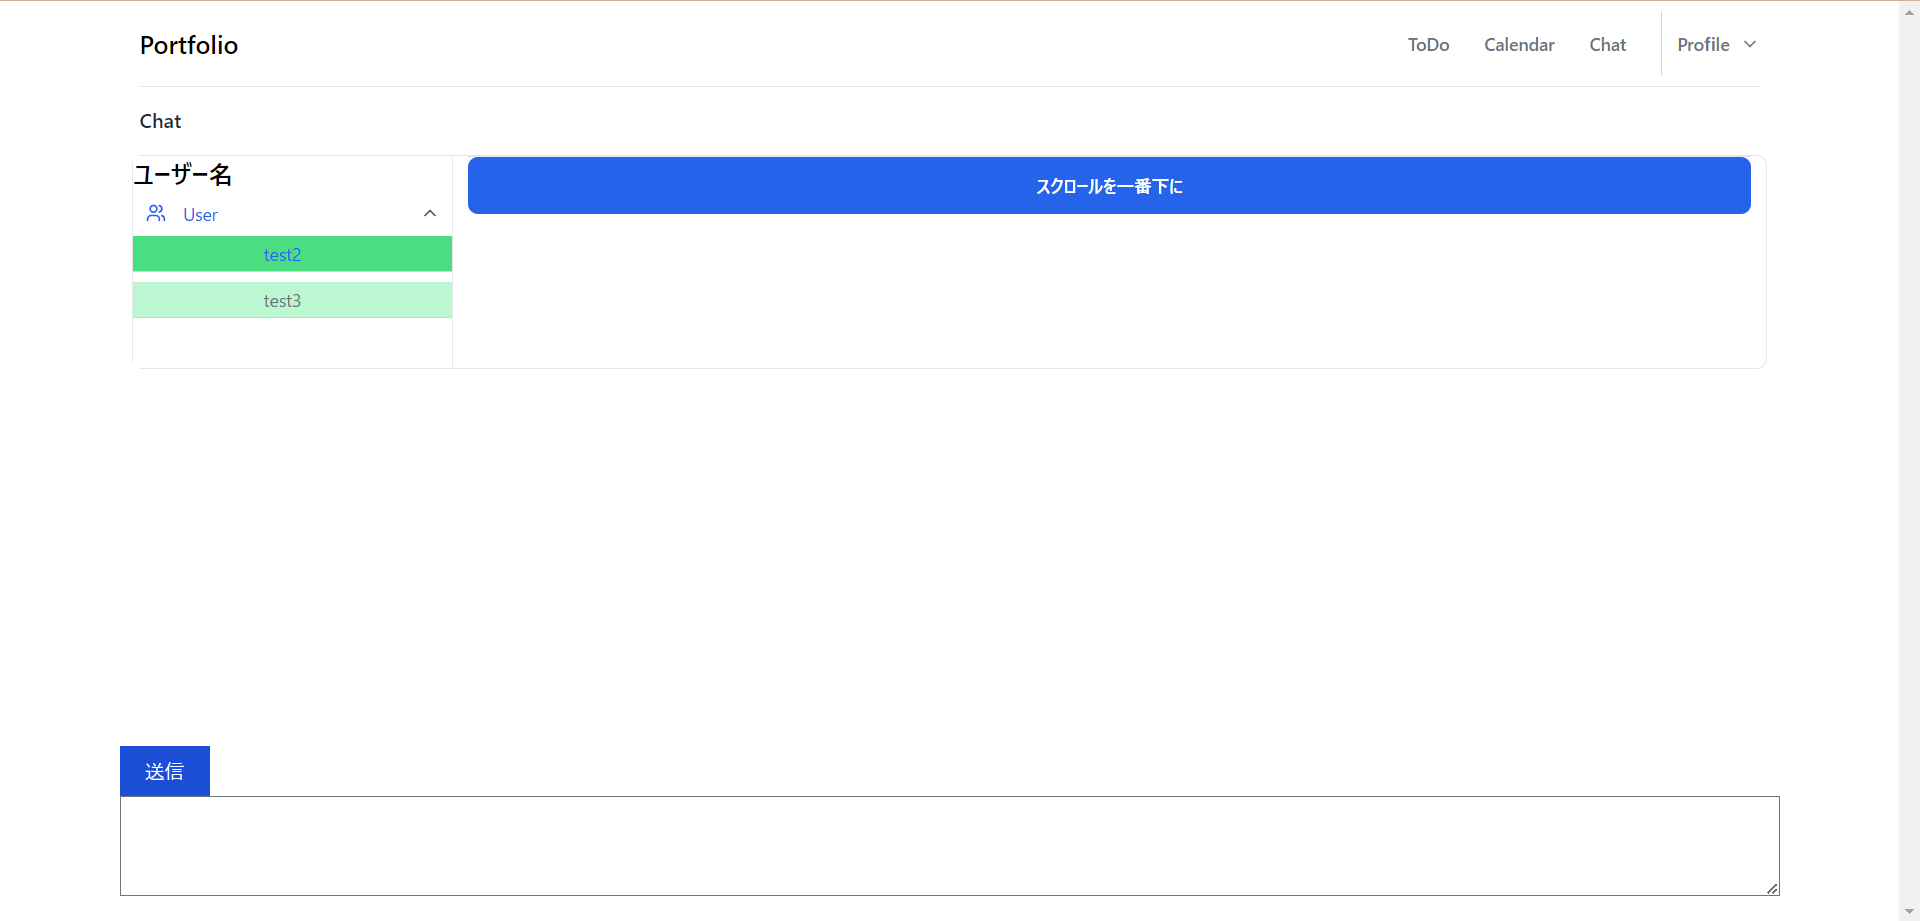 Portfolio
ToDo
Calendar
Chat
Profile
Chat
ユーザー名
User
test2
test3
スクロールを一番下に
送信